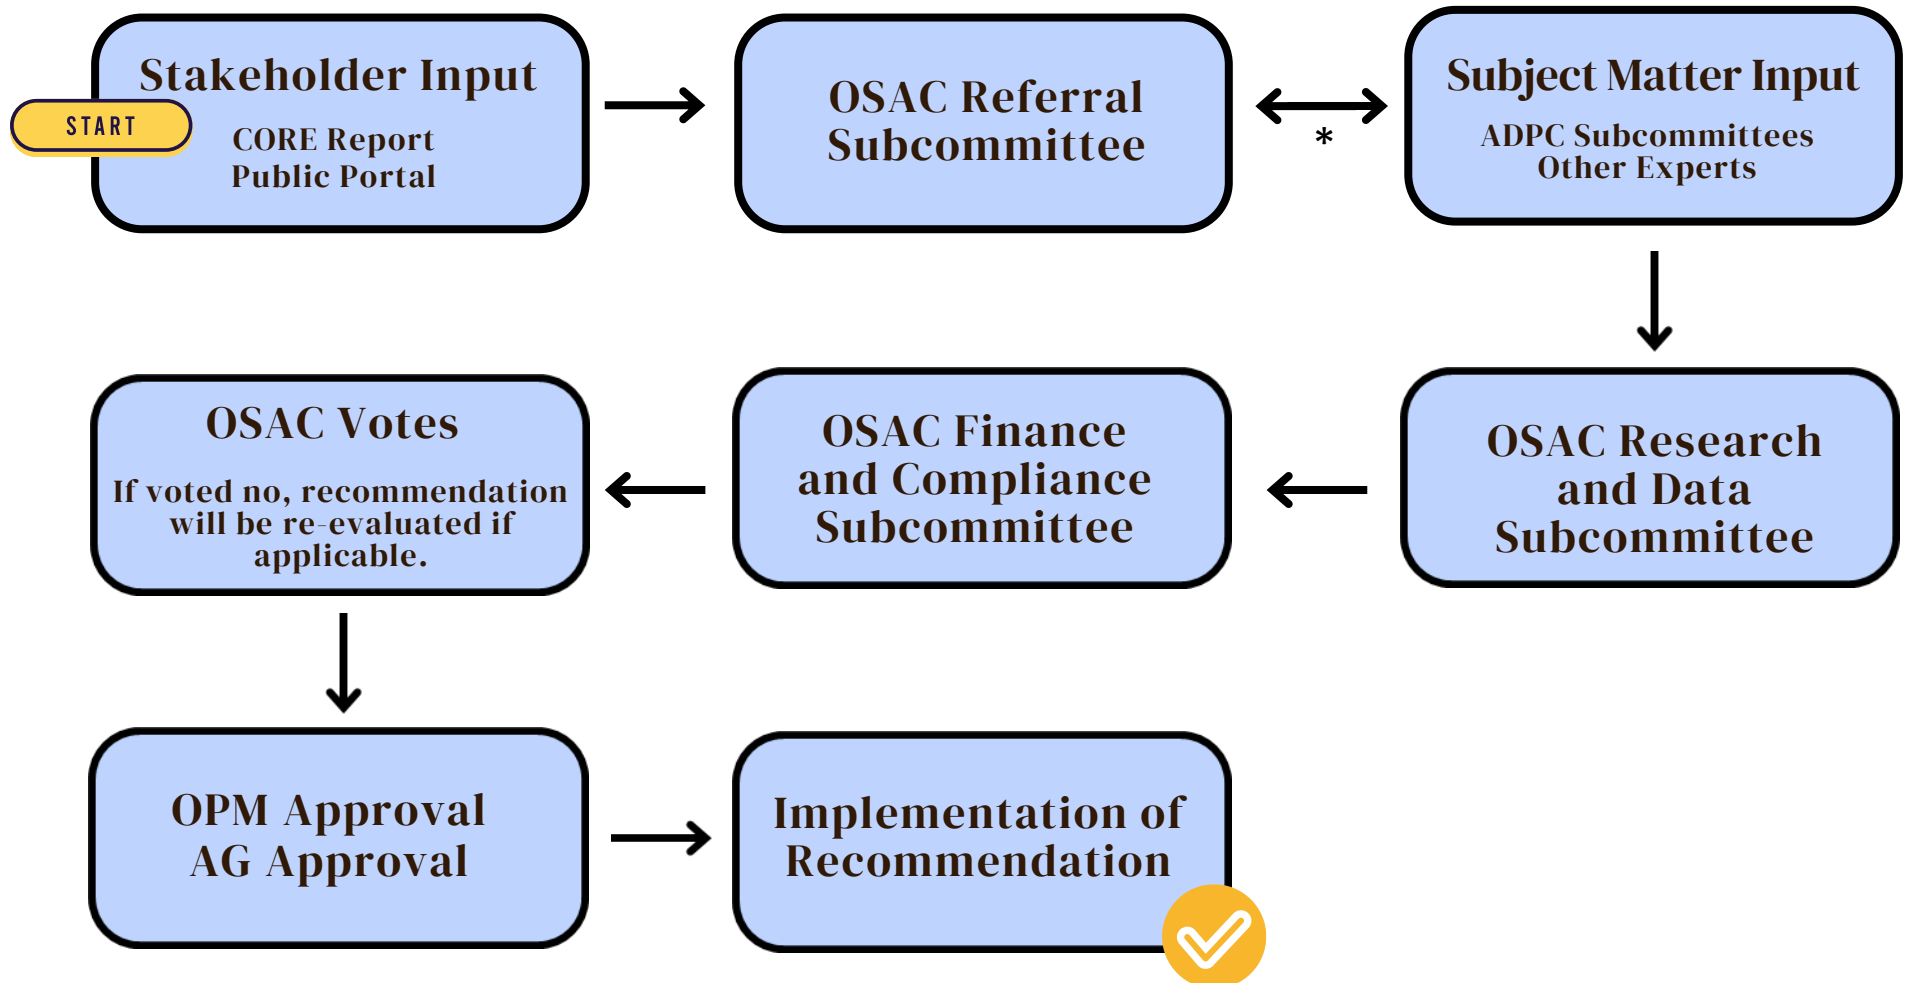 Stakeholder Input
START
CORE Report
Public Portal
OSAC Referral
Subcommittee
*
Subject Matter Input
ADPC Subcommittees
Other Experts
OSAC Research
and Data
Subcommittee
OSAC Finance
and Compliance
Subcommittee
OSAC Votes
If voted no, recommendation
will be re-evaluated if
applicable.
OPM Approval
AG Approval
Implementation of
Recommendation